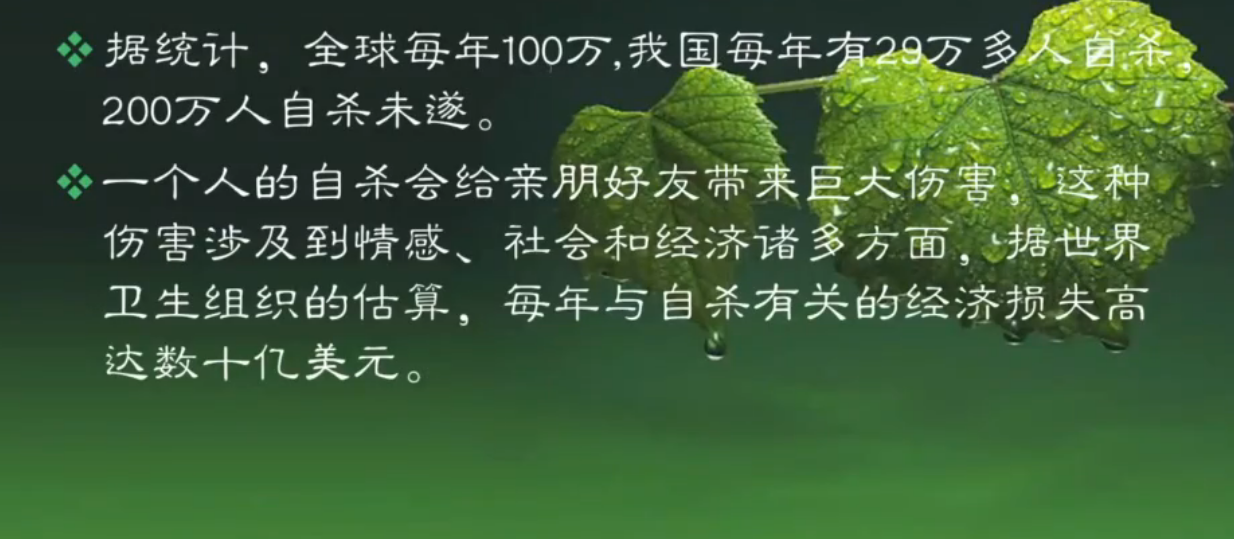 据统计，全球每年100万,我国每年有29万多人自杀，
200万人自杀未遂。
一个人的自杀会给亲朋好友带来巨大伤害，这种
伤害涉及到情感、社会和经济诸多方面，据世界
卫生组织的估算，每年与自杀有关的经济损失高
达数十亿美元。